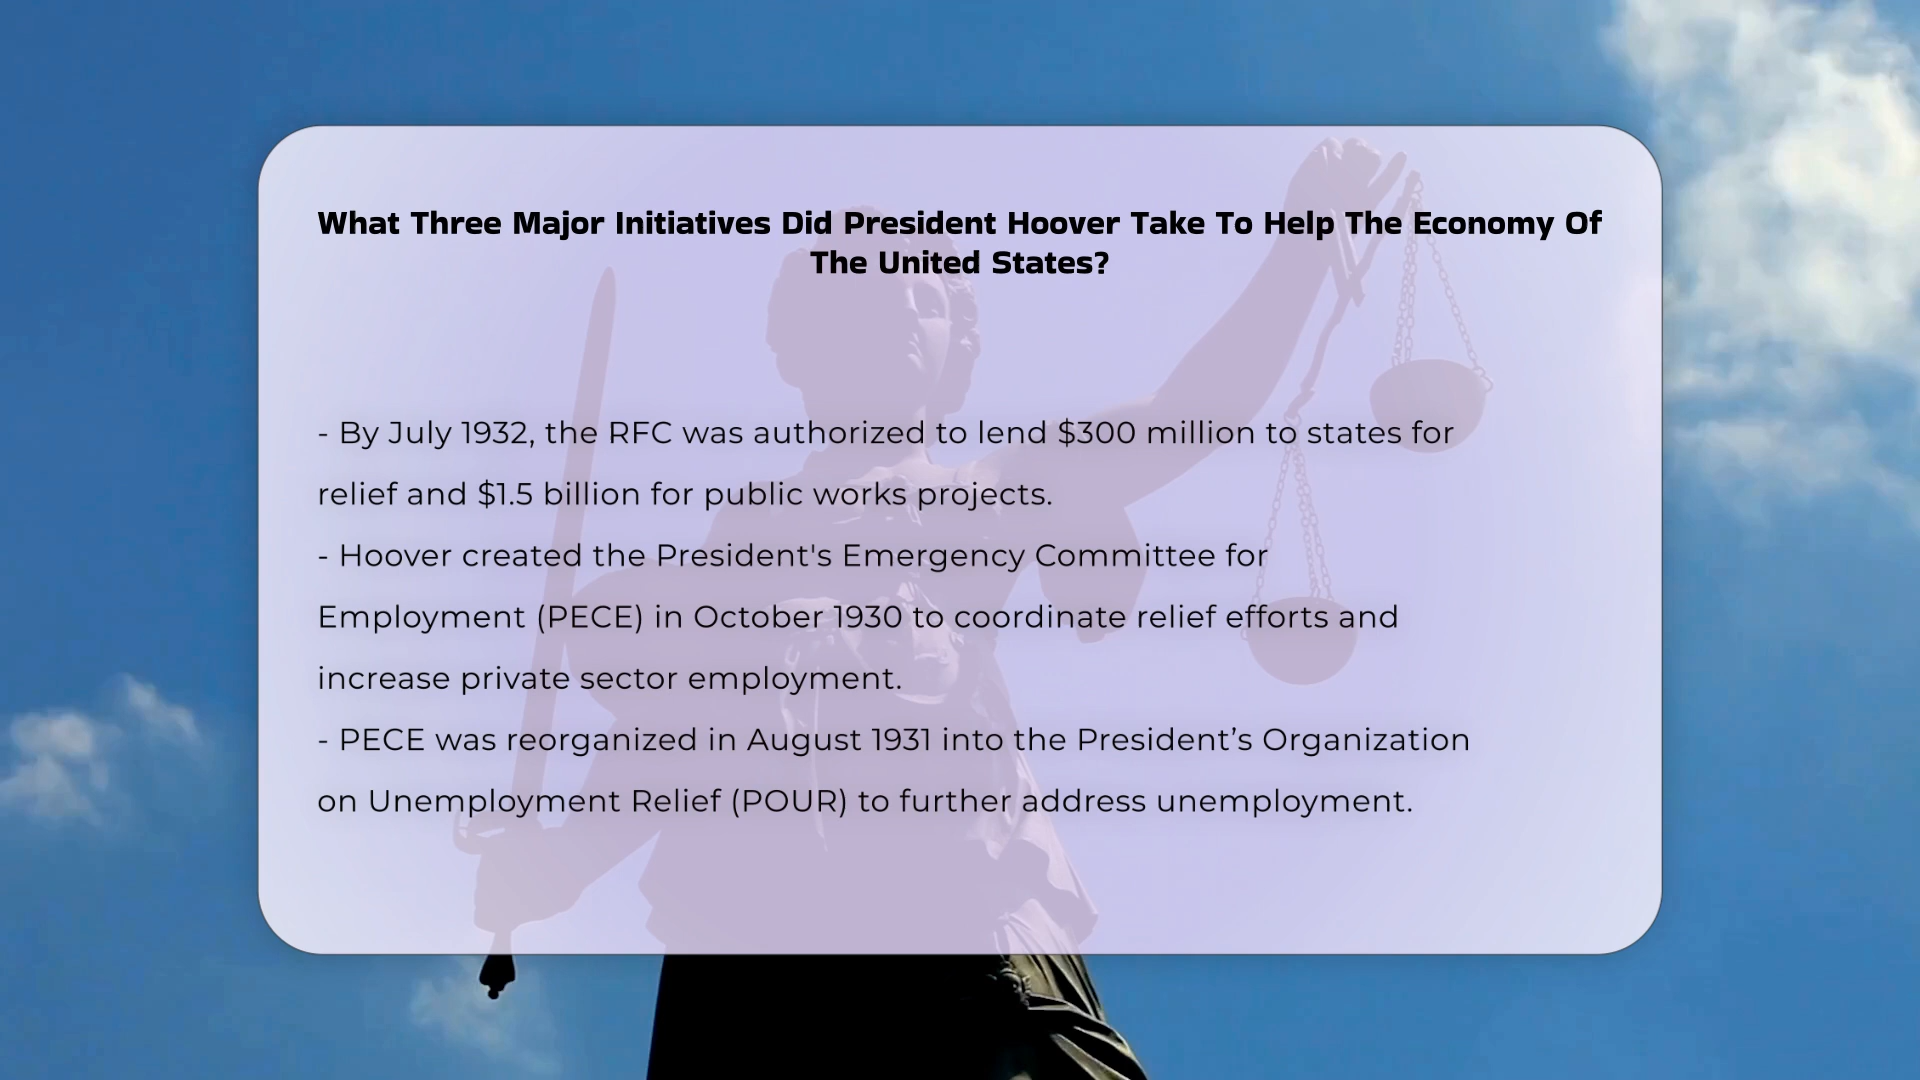 What Three Major Initiatives Did President Hoover Take To Help The Economy Of
The United States?
- By July 1932, the RFC was authorized to lend $300 million to states for
relief and $1.5 billion for public works projects.
- Hoover created the President's Emergency Committee for
Employment (PECE) in October 1930 to coordinate relief efforts and
increase private sector employment.
- PECE was reorganized in August 1931 into the President’s Organization
on Unemployment Relief (POUR) to further address unemployment.